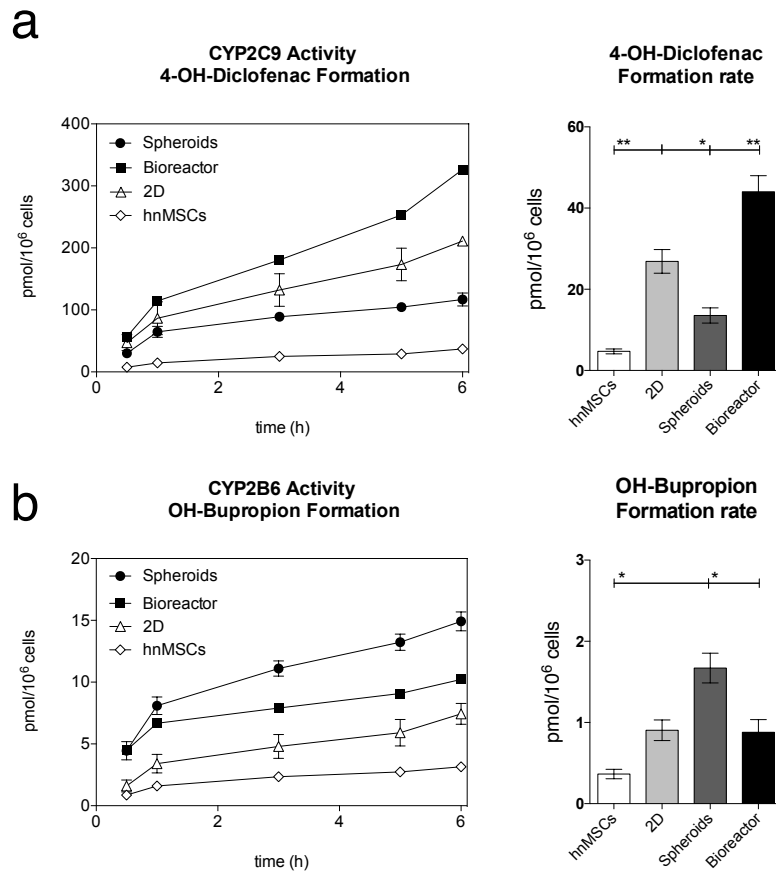 a
CYP2C9 Activity
4-OH-Diclofenac Formation
400
300
200
100
0
pmol/10⁶ cells
Spheroids
Bioreactor
2D
hnMSCs
0
2
4
6
time (h)
4-OH-Diclofenac
Formation rate
60
40
20
0
pmol/10⁶ cells
**
*
**
hnMSCs
2D
Spheroids
Bioreactor
b
CYP2B6 Activity
OH-Bupropion Formation
20
15
10
5
0
pmol/10⁶ cells
Spheroids
Bioreactor
2D
hnMSCs
0
2
4
6
time (h)
OH-Bupropion
Formation rate
3
2
1
0
pmol/10⁶ cells
*
*
hnMSCs
2D
Spheroids
Bioreactor